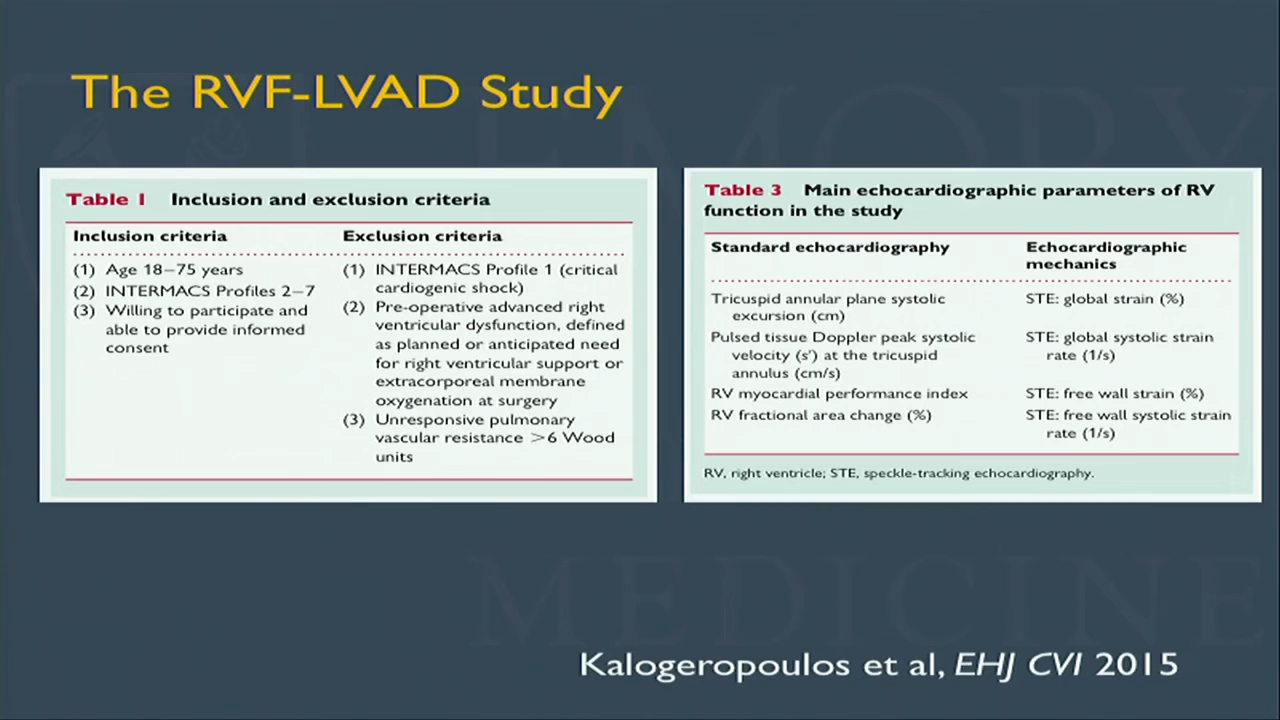 The RVF-LVAD Study
Table 1 Inclusion and exclusion criteria
Inclusion criteria
(1) Age 18–75 years
(2) INTERMACS Profiles 2–7
(3) Willing to participate and
able to provide informed
consent
Exclusion criteria
(1) INTERMACS Profile 1 (critical
cardiogenic shock)
(2) Pre-operative advanced right
ventricular dysfunction, defined
as planned or anticipated need
for right ventricular support or
extracorporeal membrane
oxygenation at surgery
(3) Unresponsive pulmonary
vascular resistance >6 Wood
units
Table 3 Main echocardiographic parameters of RV
function in the study
Standard echocardiography
Tricuspid annular plane systolic
excursion (cm)
Pulsed tissue Doppler peak systolic
velocity (s') at the tricuspid
annulus (cm/s)
RV myocardial performance index
RV fractional area change (%)
Echocardiographic
mechanics
STE: global strain (%)
STE: global systolic strain
rate (1/s)
STE: free wall strain (%)
STE: free wall systolic strain
rate (1/s)
RV, right ventricle; STE, speckle-tracking echocardiography.
EMORY
MEDICINE
Kalogeropoulos et al, EHJ CVI 2015